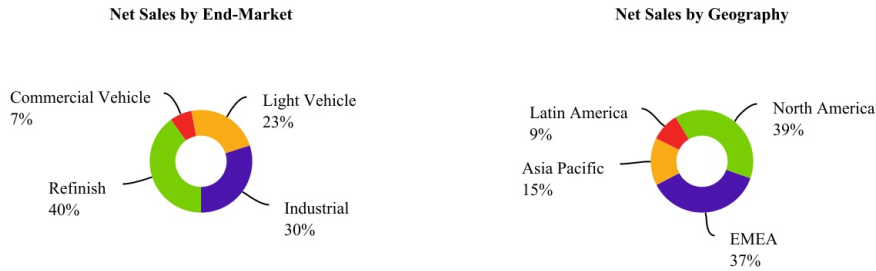 Net Sales by End-Market
Commercial Vehicle
7%
Light Vehicle
23%
Refinish
40%
Industrial
30%
Net Sales by Geography
Latin America
9%
North America
39%
Asia Pacific
15%
EMEA
37%